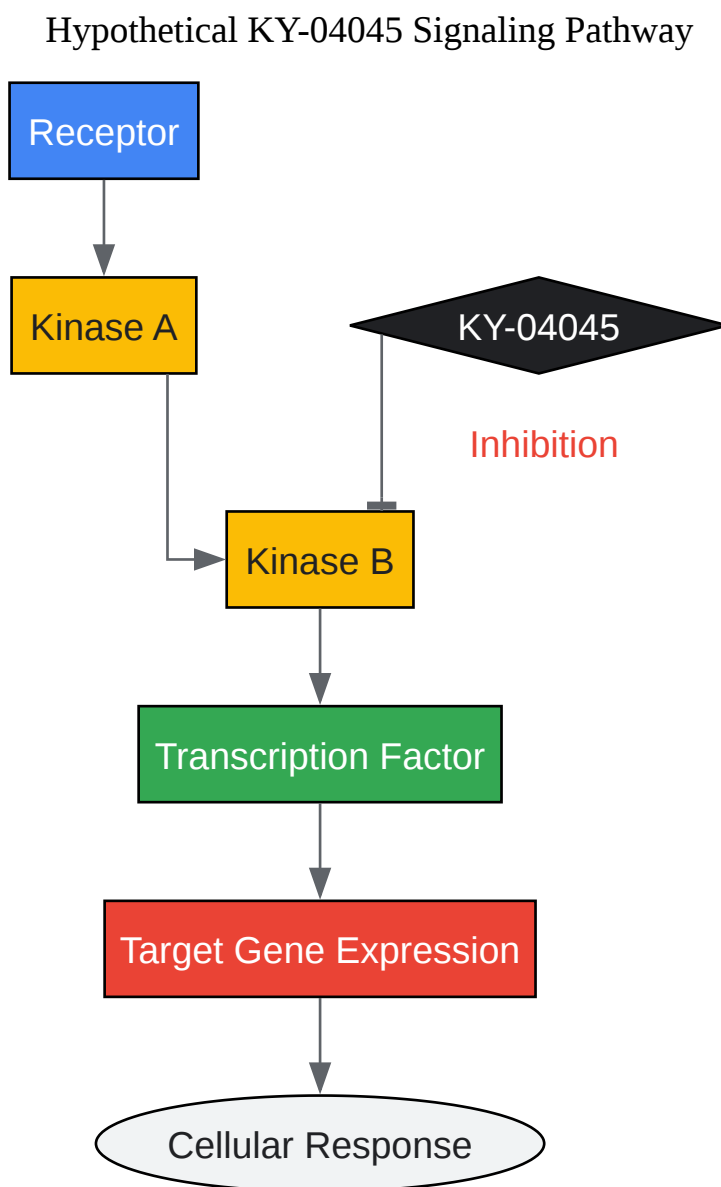 Hypothetical KY-04045 Signaling Pathway
Receptor
Kinase A
KY-04045
Inhibition
Kinase B
Transcription Factor
Target Gene Expression
Cellular Response